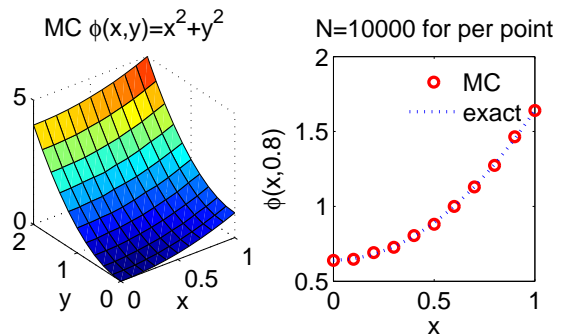 MC ϕ(x,y)=x²+y²
5
0
2
1
0
y
0
0.5
1
x
N=10000 for per point
MC
exact
ϕ(x,0.8)
2
1.5
1
0.5
0
0.5
1
x